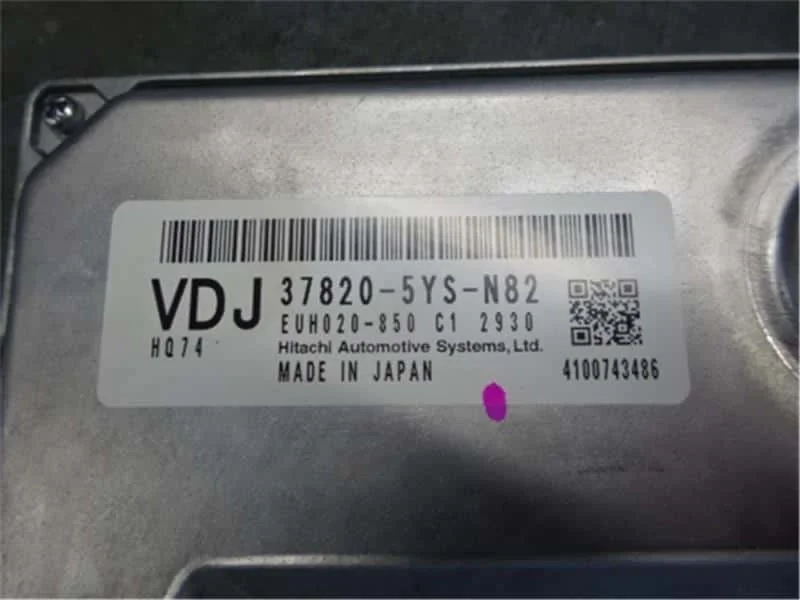 VDJ 37820-5YS-N82
EUH020-850 C1 2930
HQ74 Hitachi Automotive Systems, Ltd.
MADE IN JAPAN 4100743486